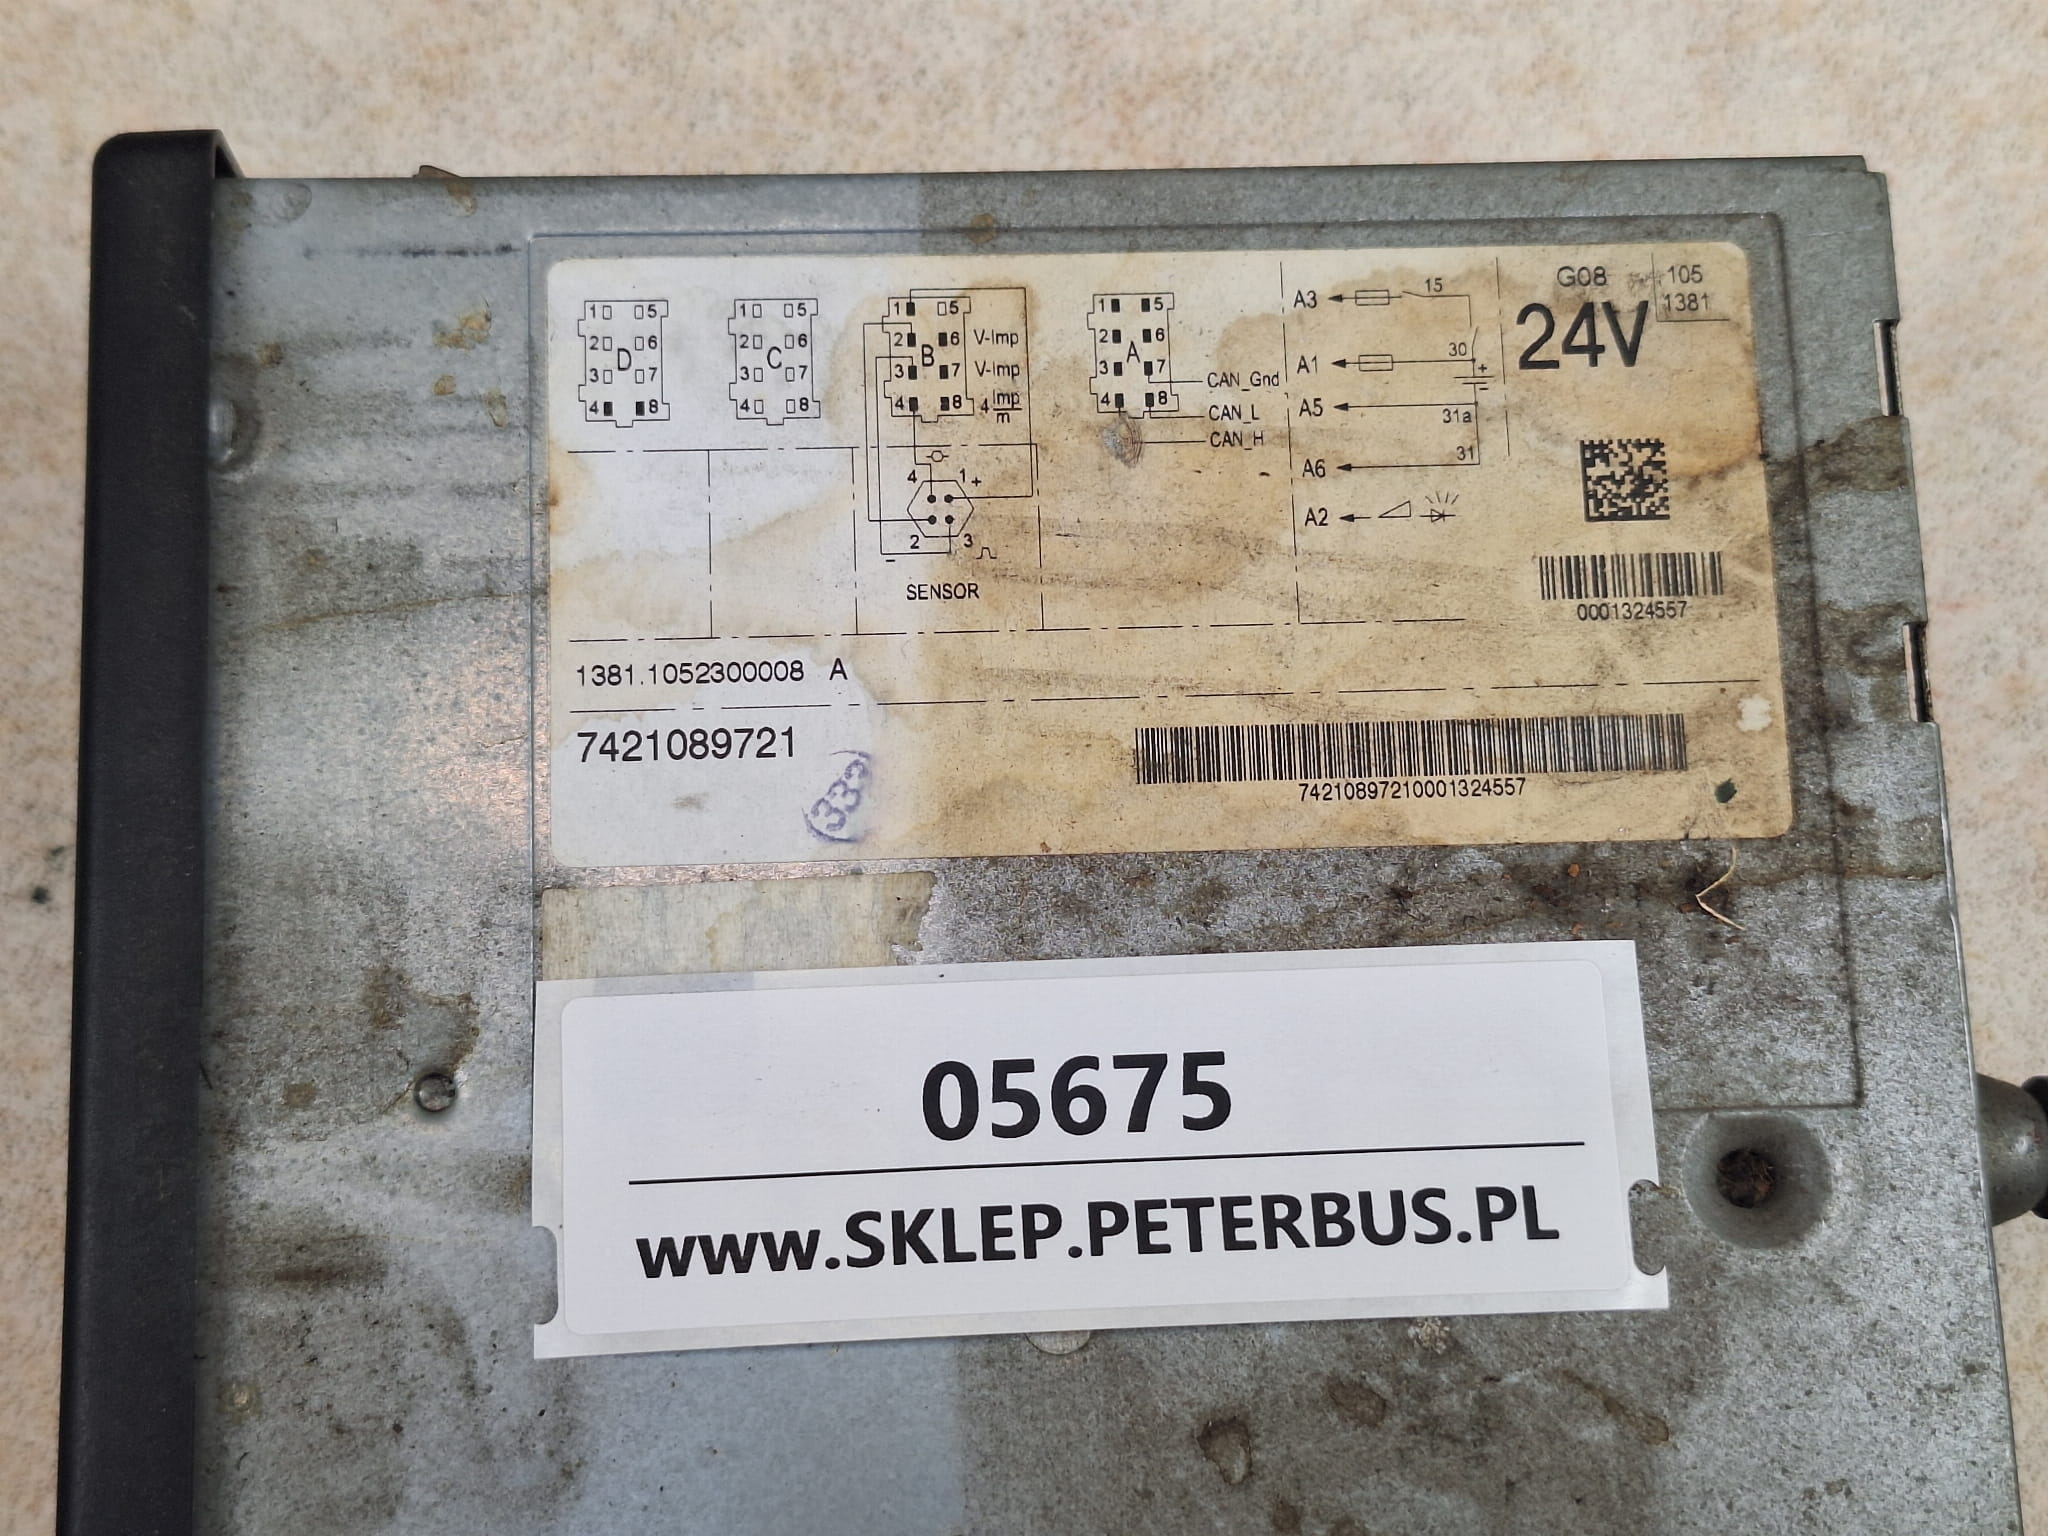 1 5 1 5 1 5 1 5
2 6 2 6 2 6 V-Imp 2 6
D C B A
3 7 3 7 3 7 V-Imp 3 7 CAN_Gnd
4 8 4 8 4 8 4 Imp/m 4 8 CAN_L
CAN_H
4 1 +
2 3
-
SENSOR
A3 15
A1 30
+
-
A5 31a
A6 31
A2
G08 105
1381
24V
0001324557
1381.1052300008 A
7421089721
333
74210897210001324557
05675
www.SKLEP.PETERBUS.PL